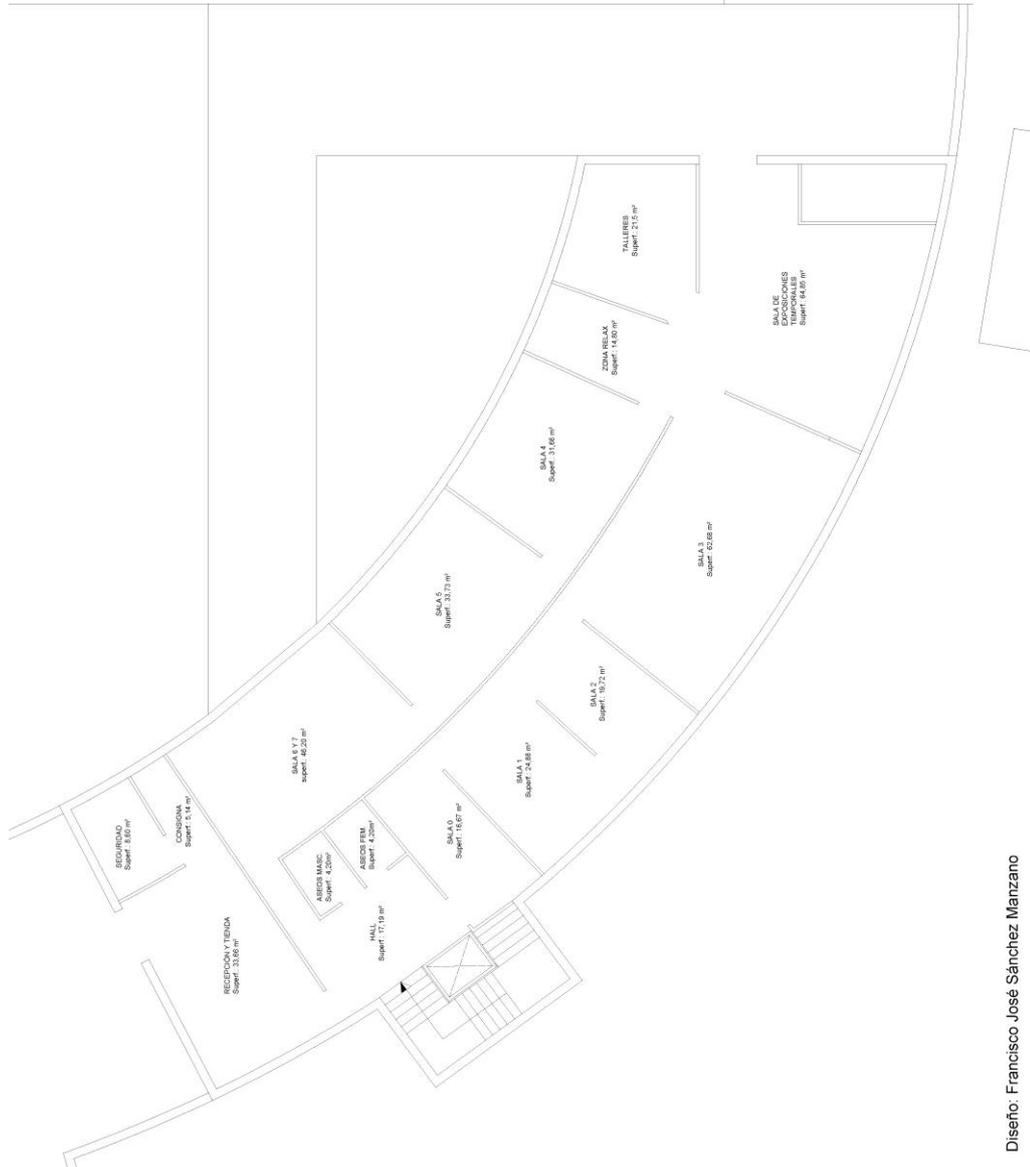 SEGURIDAD
Superf.: 8,60 m²
CONSIGNA
Superf.: 5,14 m²
RECEPCIÓN Y TIENDA
Superf.: 33,66 m²
ASEOS MASC
Superf.: 4,20m²
ASEOS FEM.
Superf.: 4,20m²
HALL
Superf.: 17,19 m²
SALA 0
Superf.: 16,67 m²
SALA 1
Superf.: 24,88 m²
SALA 2
Superf.: 19,72 m²
SALA 3
Superf.: 62,68 m²
SALA 6 Y 7
superf.: 46,20 m²
SALA 5
Superf.: 33,73 m²
SALA 4
Superf.: 31,66 m²
ZONA RELAX
Superf.: 14,80 m²
TALLERES
Superf.: 21,5 m²
SALA DE
EXPOSICIONES
TEMPORALES
Superf.: 64,85 m²
Diseño: Francisco José Sánchez Manzano